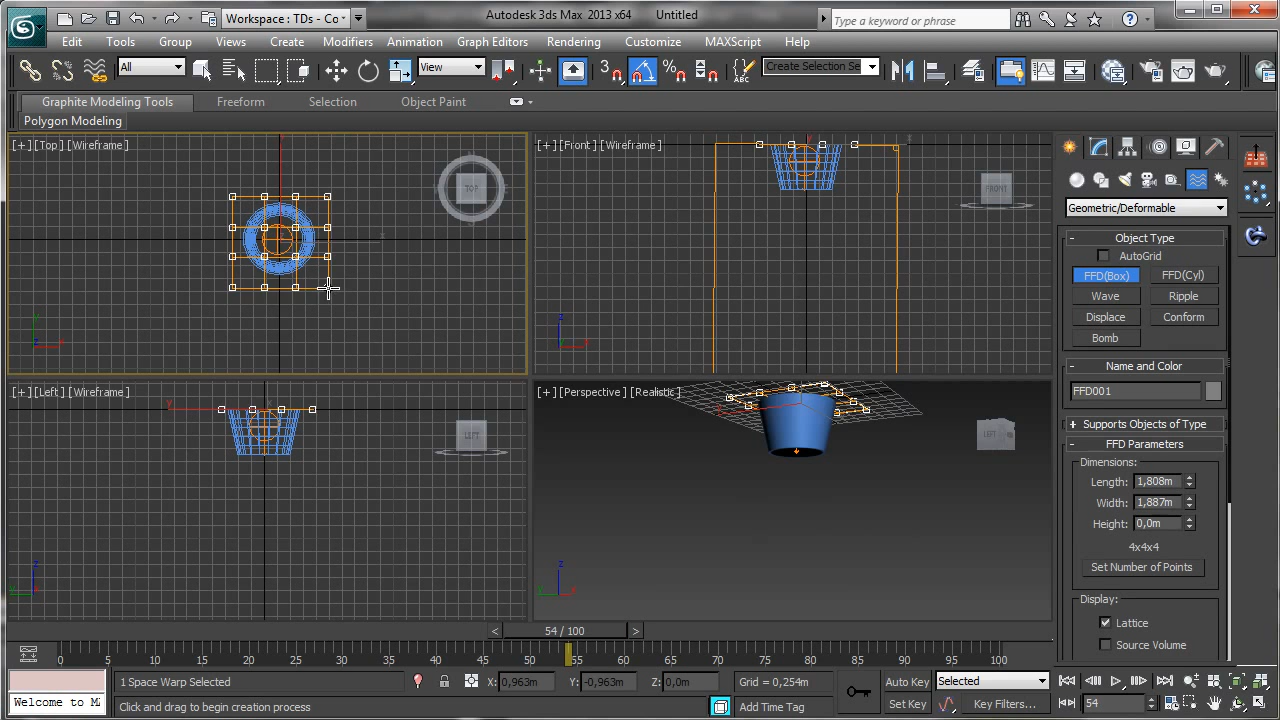 Workspace : TDs - Co
Autodesk 3ds Max 2013 x64 Untitled
Type a keyword or phrase
Edit Tools Group Views Create Modifiers Animation Graph Editors Rendering Customize MAXScript Help
All
View
3
Create Selection Se
Graphite Modeling Tools Freeform Selection Object Paint
Polygon Modeling
[+][Top][Wireframe]
TOP
[+][Front][Wireframe]
FRONT
[+][Left][Wireframe]
LEFT
[+][Perspective][Realistic]
LEFT
Geometric/Deformable
- Object Type
AutoGrid
FFD(Box) FFD(Cyl)
Wave Ripple
Displace Conform
Bomb
- Name and Color
FFD001
+ Supports Objects of Type
- FFD Parameters
Dimensions:
Length: 1,808m
Width: 1,887m
Height: 0,0m
4x4x4
Set Number of Points
Display:
Lattice
Source Volume
< 54 / 100 >
0 5 10 15 20 25 30 35 40 45 50 55 60 65 70 75 80 85 90 95 100
1 Space Warp Selected
X: 0,963m Y: -0,963m Z: 0,0m Grid = 0,254m
Auto Key Selected
Welcome to M
Click and drag to begin creation process
Add Time Tag
Set Key Key Filters...
54